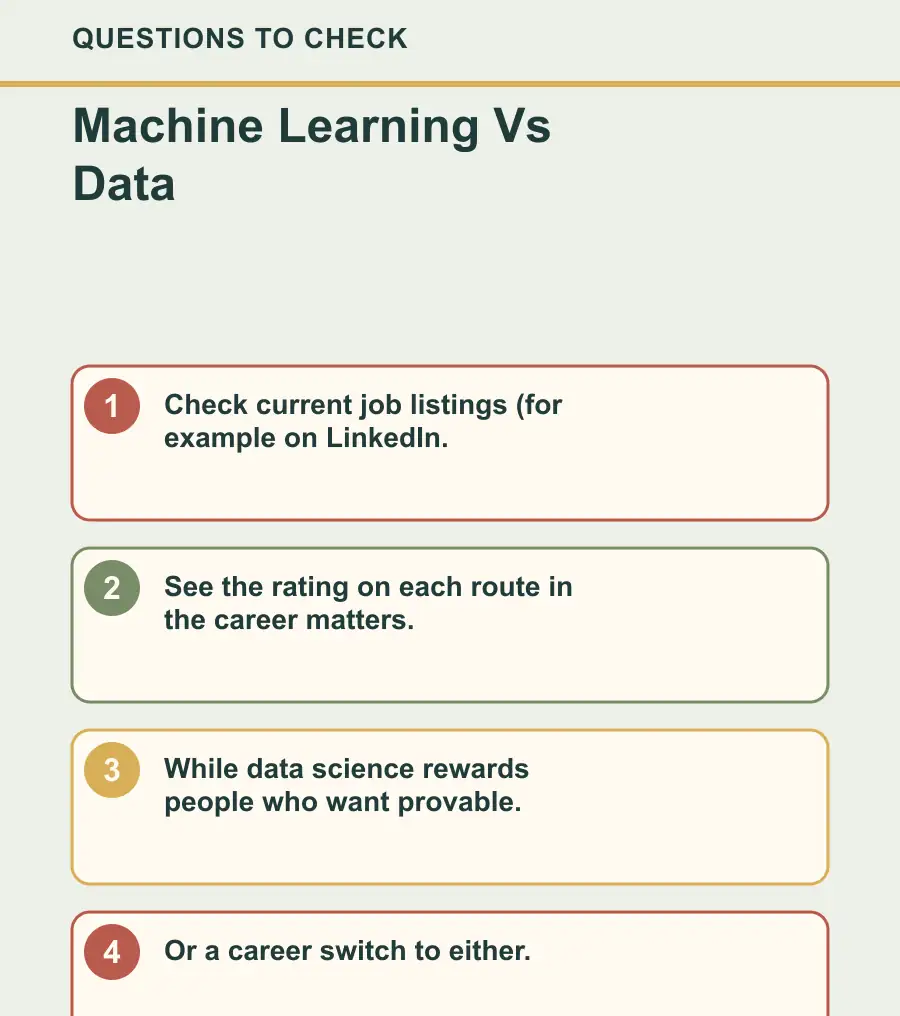 QUESTIONS TO CHECK
Machine Learning Vs
Data
1
Check current job listings (for
example on LinkedIn.
2
See the rating on each route in
the career matters.
3
While data science rewards
people who want provable.
4
Or a career switch to either.